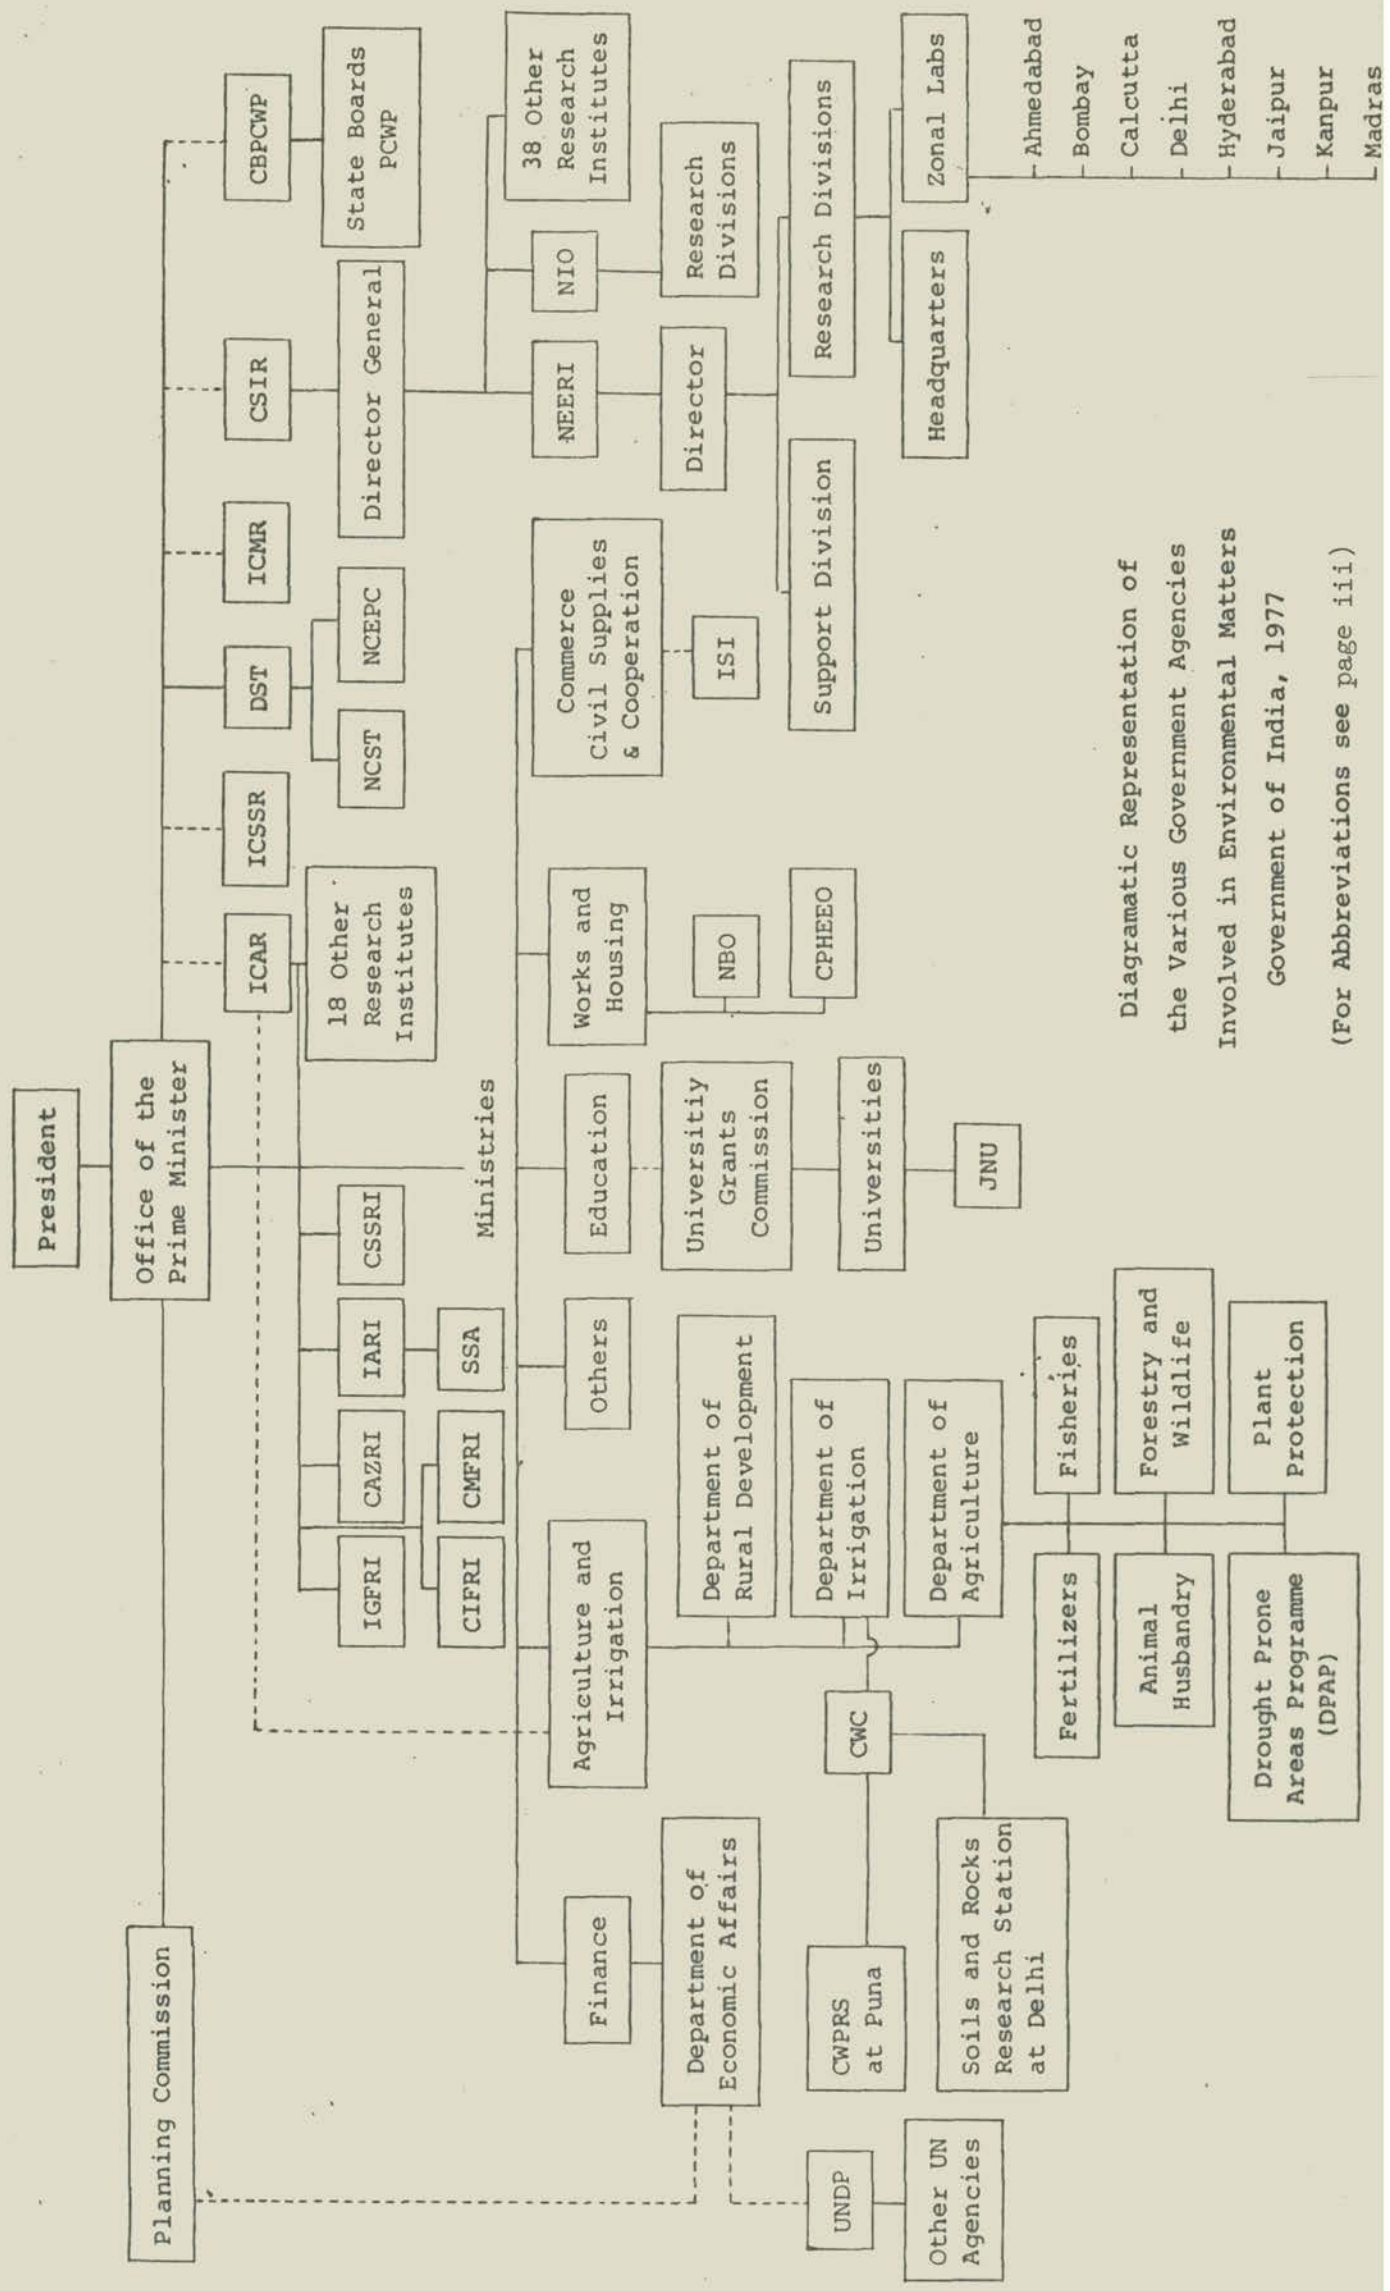 President
Office of the
Prime Minister
Planning Commission
ICAR
ICSSR
DST
ICMR
CSIR
CBPCWP
18 Other
Research
Institutes
NCST
NCEPC
Director General
State Boards
PCWP
IGFRI
CAZRI
IARI
CSSRI
CIFRI
CMFRI
SSA
Ministries
NEERI
NIO
38 Other
Research
Institutes
Director
Research
Divisions
Support Division
Research Divisions
Headquarters
Zonal Labs
Ahmedabad
Bombay
Calcutta
Delhi
Hyderabad
Jaipur
Kanpur
Madras
Finance
Agriculture and
Irrigation
Others
Education
Works and
Housing
Commerce
Civil Supplies
& Cooperation
Department of
Economic Affairs
Department of
Rural Development
Universitiy
Grants
Commission
NBO
ISI
UNDP
CWPRS
at Puna
CWC
Department of
Irrigation
Universities
CPHEEO
Other UN
Agencies
Soils and Rocks
Research Station
at Delhi
Department of
Agriculture
JNU
Fertilizers
Fisheries
Animal
Husbandry
Forestry and
Wildlife
Drought Prone
Areas Programme
(DPAP)
Plant
Protection
Diagramatic Representation of
the Various Government Agencies
Involved in Environmental Matters
Government of India, 1977
(For Abbreviations see page iii)